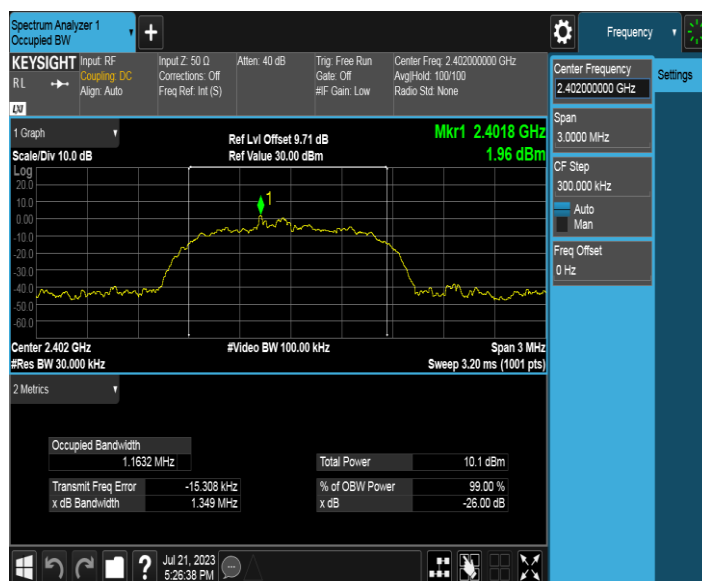 Spectrum Analyzer 1
Occupied BW
Frequency
KEYSIGHT
RL
LXI
Input: RF
Coupling: DC
Align: Auto
Input Z: 50 Ω
Corrections: Off
Freq Ref: Int (S)
Atten: 40 dB
Trig: Free Run
Gate: Off
#IF Gain: Low
Center Freq: 2.402000000 GHz
Avg|Hold: 100/100
Radio Std: None
Center Frequency
2.402000000 GHz
Settings
Span
3.0000 MHz
CF Step
300.000 kHz
Auto
Man
Freq Offset
0 Hz
1 Graph
Scale/Div 10.0 dB
Ref Lvl Offset 9.71 dB
Ref Value 30.00 dBm
Mkr1 2.4018 GHz
1.96 dBm
Log
20.0
10.0
0.00
-10.0
-20.0
-30.0
-40.0
-50.0
-60.0
1
Center 2.402 GHz
#Res BW 30.000 kHz
#Video BW 100.00 kHz
Span 3 MHz
Sweep 3.20 ms (1001 pts)
2 Metrics
Occupied Bandwidth
1.1632 MHz
Total Power 10.1 dBm
Transmit Freq Error -15.308 kHz
% of OBW Power 99.00 %
x dB Bandwidth 1.349 MHz
x dB -26.00 dB
?
Jul 21, 2023
5:26:38 PM